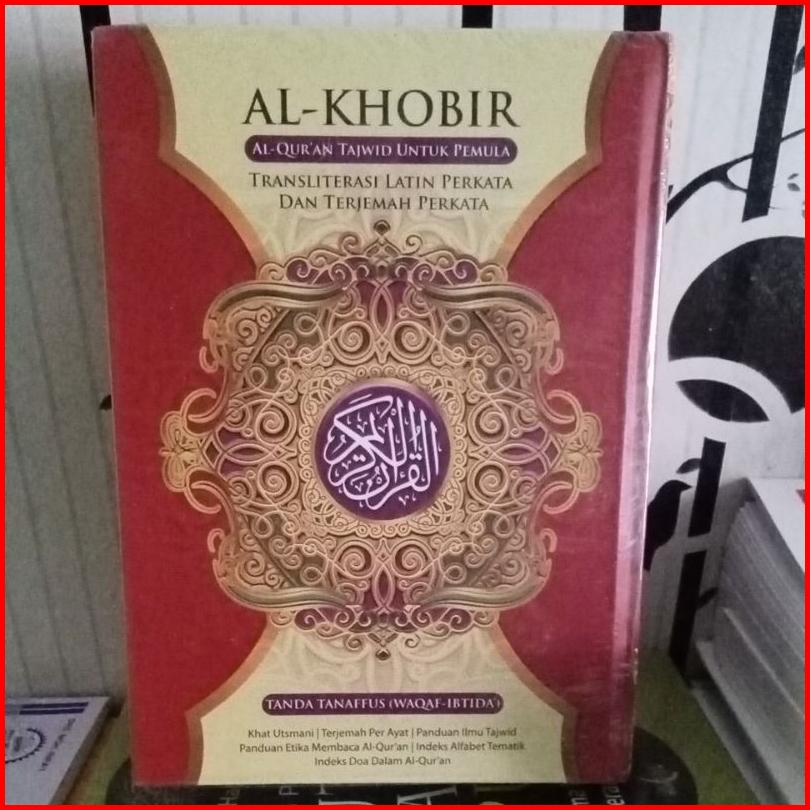 AL-KHOBIR
AL-QUR'AN TAJWID UNTUK PEMULA
TRANSLITERASI LATIN PERKATA
DAN TERJEMAH PERKATA
القرآن الكريم
TANDA TANAFFUS (WAQAF-IBTIDA')
Khat Utsmani | Terjemah Per Ayat | Panduan Ilmu Tajwid
Panduan Etika Membaca Al-Qur'an | Indeks Alfabet Tematik
Indeks Doa Dalam Al-Qur'an